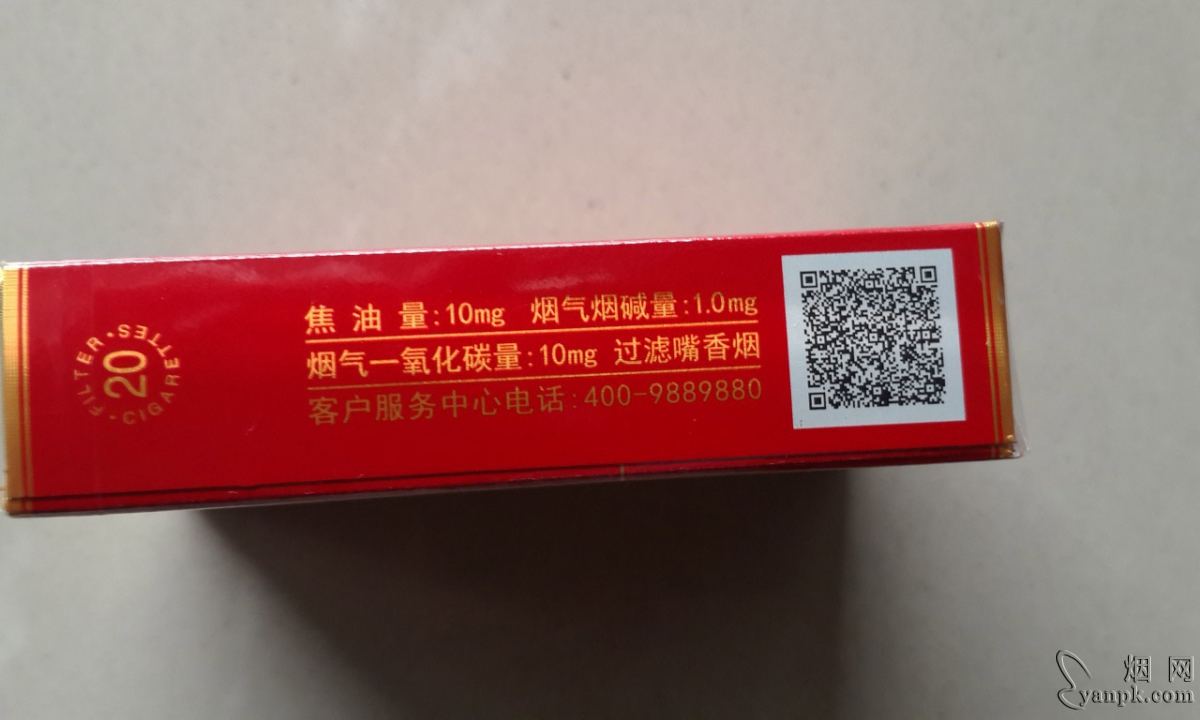 FILTER·CIGARETTES·
20
焦油量:10mg 烟气烟碱量:1.0mg
烟气一氧化碳量:10mg 过滤嘴香烟
客户服务中心电话:400-9889880
烟网
yanpk.com